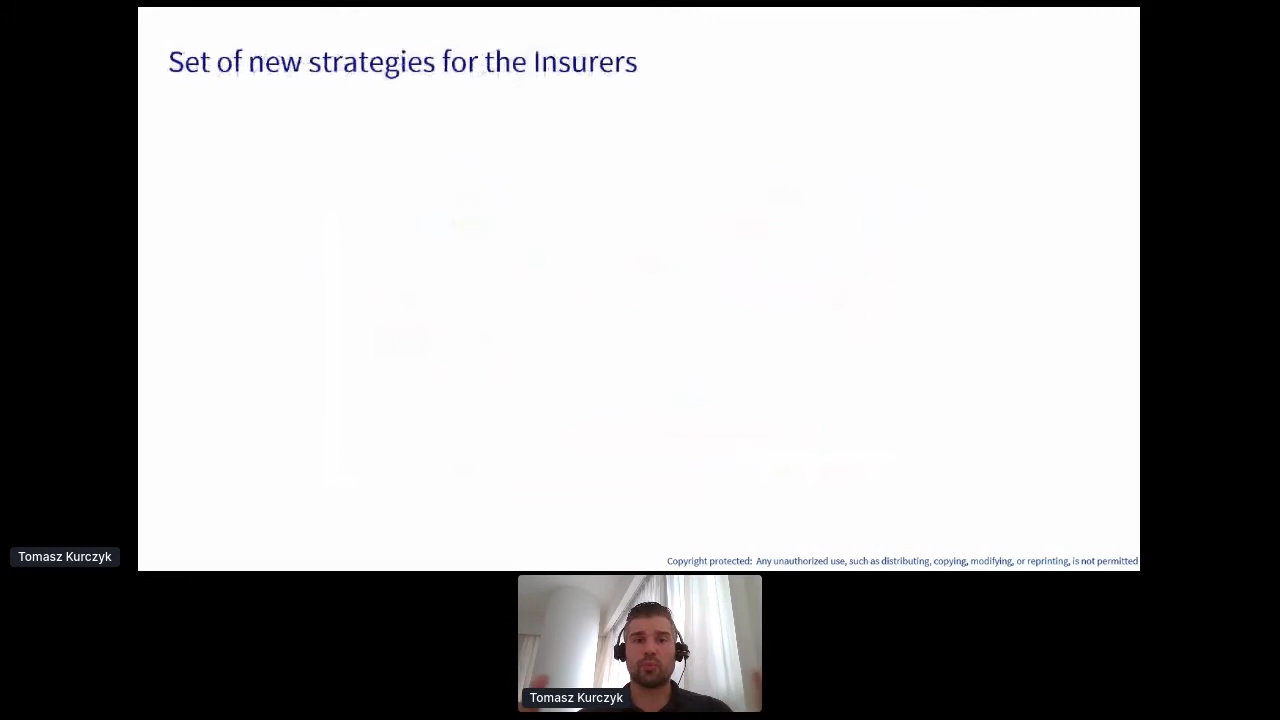 Set of new strategies for the Insurers
Tomasz Kurczyk
Copyright protected: Any unauthorized use, such as distributing, copying, modifying, or reprinting, is not permitted
Tomasz Kurczyk